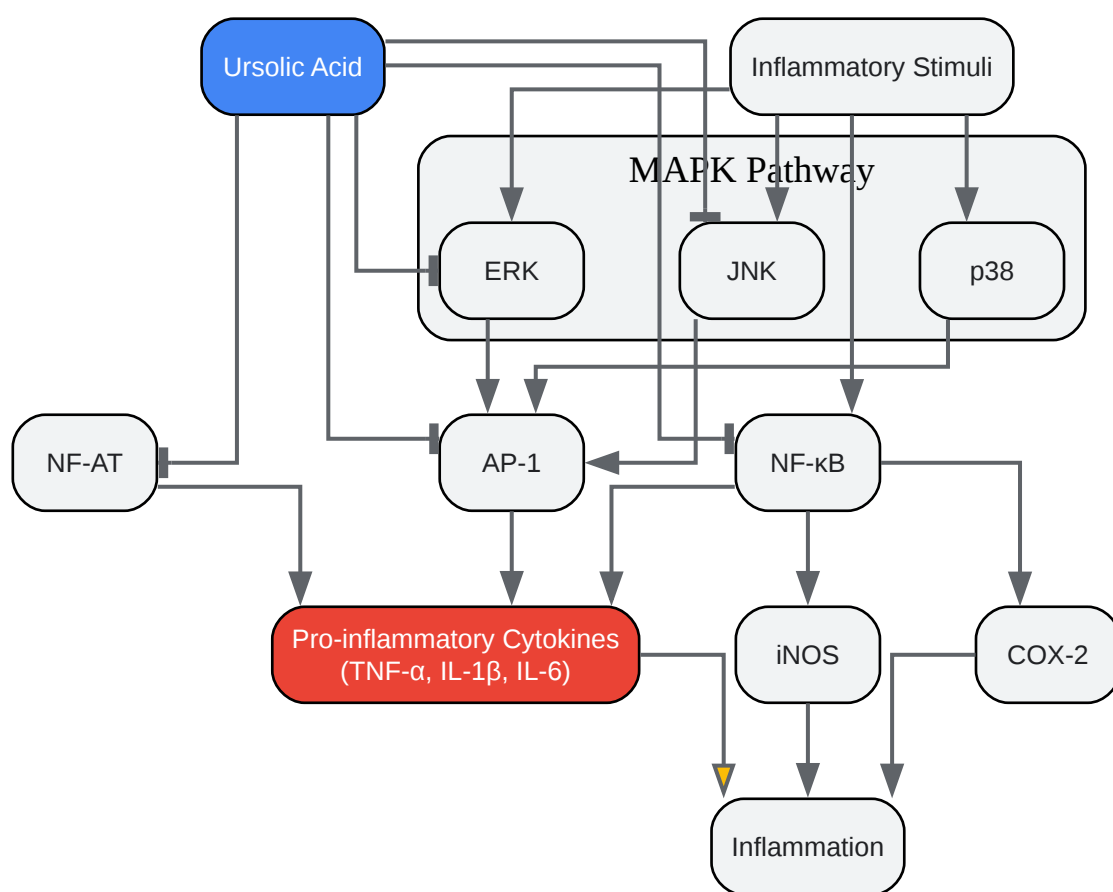 Ursolic Acid
Inflammatory Stimuli
MAPK Pathway
ERK
JNK
p38
NF-AT
AP-1
NF-κB
Pro-inflammatory Cytokines
(TNF-α, IL-1β, IL-6)
iNOS
COX-2
Inflammation